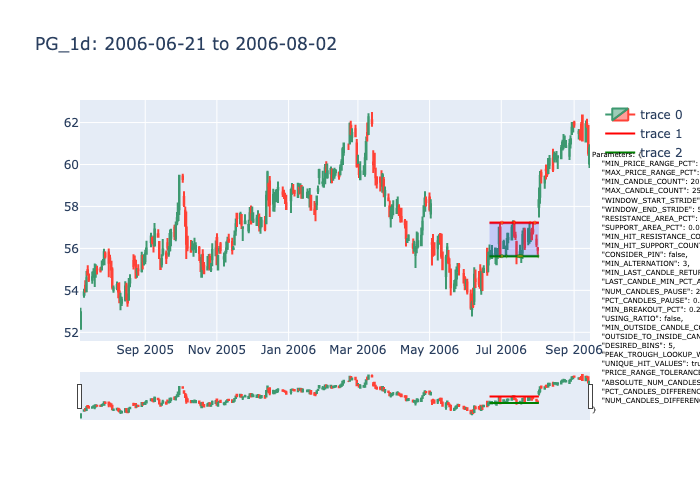 PG_1d: 2006-06-21 to 2006-08-02
62
60
58
56
54
52
Sep 2005
Nov 2005
Jan 2006
Mar 2006
May 2006
Jul 2006
Sep 2006
trace 0
trace 1
trace 2
Parameters: {
"MIN_PRICE_RANGE_PCT":
"MAX_PRICE_RANGE_PCT":
"MIN_CANDLE_COUNT": 20
"MAX_CANDLE_COUNT": 25
"WINDOW_START_STRIDE"
"WINDOW_END_STRIDE": 5
"RESISTANCE_AREA_PCT":
"SUPPORT_AREA_PCT": 0.0
"MIN_HIT_RESISTANCE_CO
"MIN_HIT_SUPPORT_COUNT
"CONSIDER_PIN": false,
"MIN_ALTERNATION": 3,
"MIN_LAST_CANDLE_RETUR
"LAST_CANDLE_MIN_PCT_A
"NUM_CANDLES_PAUSE": 2
"PCT_CANDLES_PAUSE": 0.
"MIN_BREAKOUT_PCT": 0.2
"USING_RATIO": false,
"MIN_OUTSIDE_CANDLE_CO
"OUTSIDE_TO_INSIDE_CAN
"DESIRED_BINS": 5,
"PEAK_TROUGH_LOOKUP_W
"UNIQUE_HIT_VALUES": tru
"PRICE_RANGE_TOLERANC
"ABSOLUTE_NUM_CANDLES
"PCT_CANDLES_DIFFERENC
"NUM_CANDLES_DIFFEREN
}